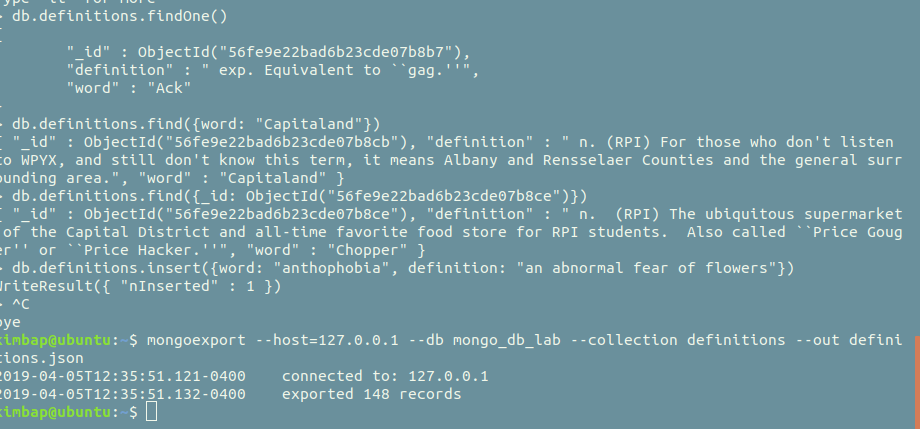 ype "it" for more
> db.definitions.findOne()
{
"_id" : ObjectId("56fe9e22bad6b23cde07b8b7"),
"definition" : " exp. Equivalent to ``gag.''",
"word" : "Ack"
}
> db.definitions.find({word: "Capitaland"})
{ "_id" : ObjectId("56fe9e22bad6b23cde07b8cb"), "definition" : " n. (RPI) For those who don't listen
to WPYX, and still don't know this term, it means Albany and Rensselaer Counties and the general surr
ounding area.", "word" : "Capitaland" }
> db.definitions.find({_id: ObjectId("56fe9e22bad6b23cde07b8ce")})
{ "_id" : ObjectId("56fe9e22bad6b23cde07b8ce"), "definition" : " n.  (RPI) The ubiquitous supermarket
of the Capital District and all-time favorite food store for RPI students.  Also called ``Price Goug
er'' or ``Price Hacker.''", "word" : "Chopper" }
> db.definitions.insert({word: "anthophobia", definition: "an abnormal fear of flowers"})
WriteResult({ "nInserted" : 1 })
> ^C
bye
kimbap@ubuntu:~$ mongoexport --host=127.0.0.1 --db mongo_db_lab --collection definitions --out defini
tions.json
2019-04-05T12:35:51.121-0400    connected to: 127.0.0.1
2019-04-05T12:35:51.132-0400    exported 148 records
kimbap@ubuntu:~$